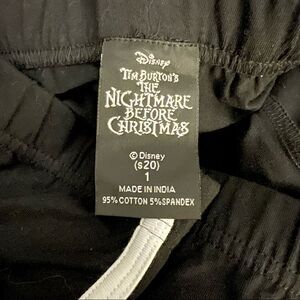 Disney
TIM BURTON'S
THE
NIGHTMARE
BEFORE
CHRISTMAS
© Disney
(s20)
1
MADE IN INDIA
95% COTTON 5%SPANDEX